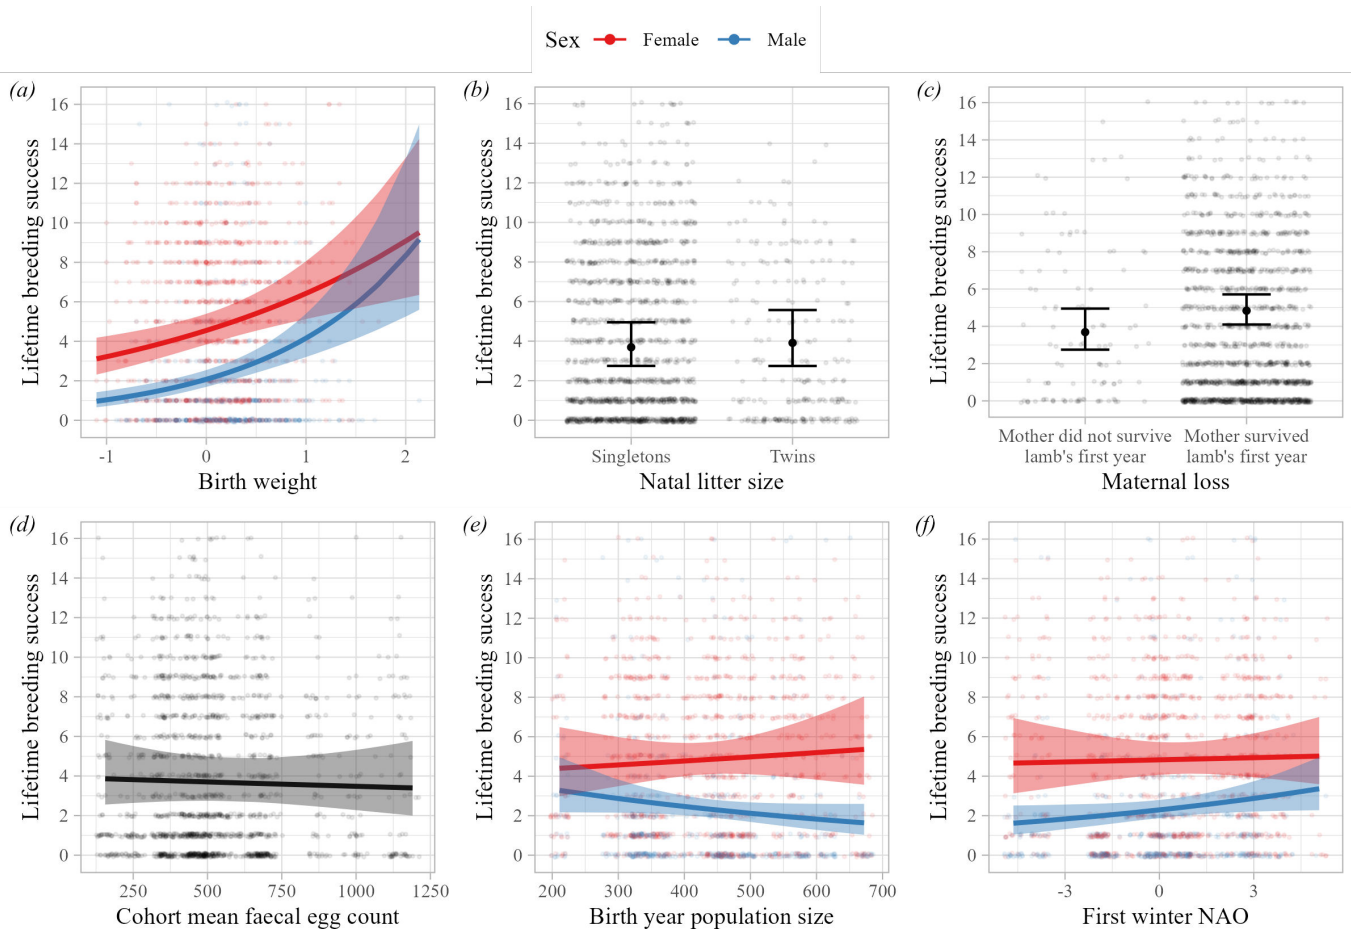 Sex Female Male
(a) (b) (c)
Lifetime breeding success
16
14
12
10
8
6
4
2
0
-1 0 1 2
Birth weight
Lifetime breeding success
16
14
12
10
8
6
4
2
0
Singletons Twins
Natal litter size
Lifetime breeding success
16
14
12
10
8
6
4
2
0
Mother did not survive Mother survived
lamb's first year lamb's first year
Maternal loss
(d) (e) (f)
Lifetime breeding success
16
14
12
10
8
6
4
2
0
250 500 750 1000 1250
Cohort mean faecal egg count
Lifetime breeding success
16
14
12
10
8
6
4
2
0
200 300 400 500 600 700
Birth year population size
Lifetime breeding success
16
14
12
10
8
6
4
2
0
-3 0 3
First winter NAO